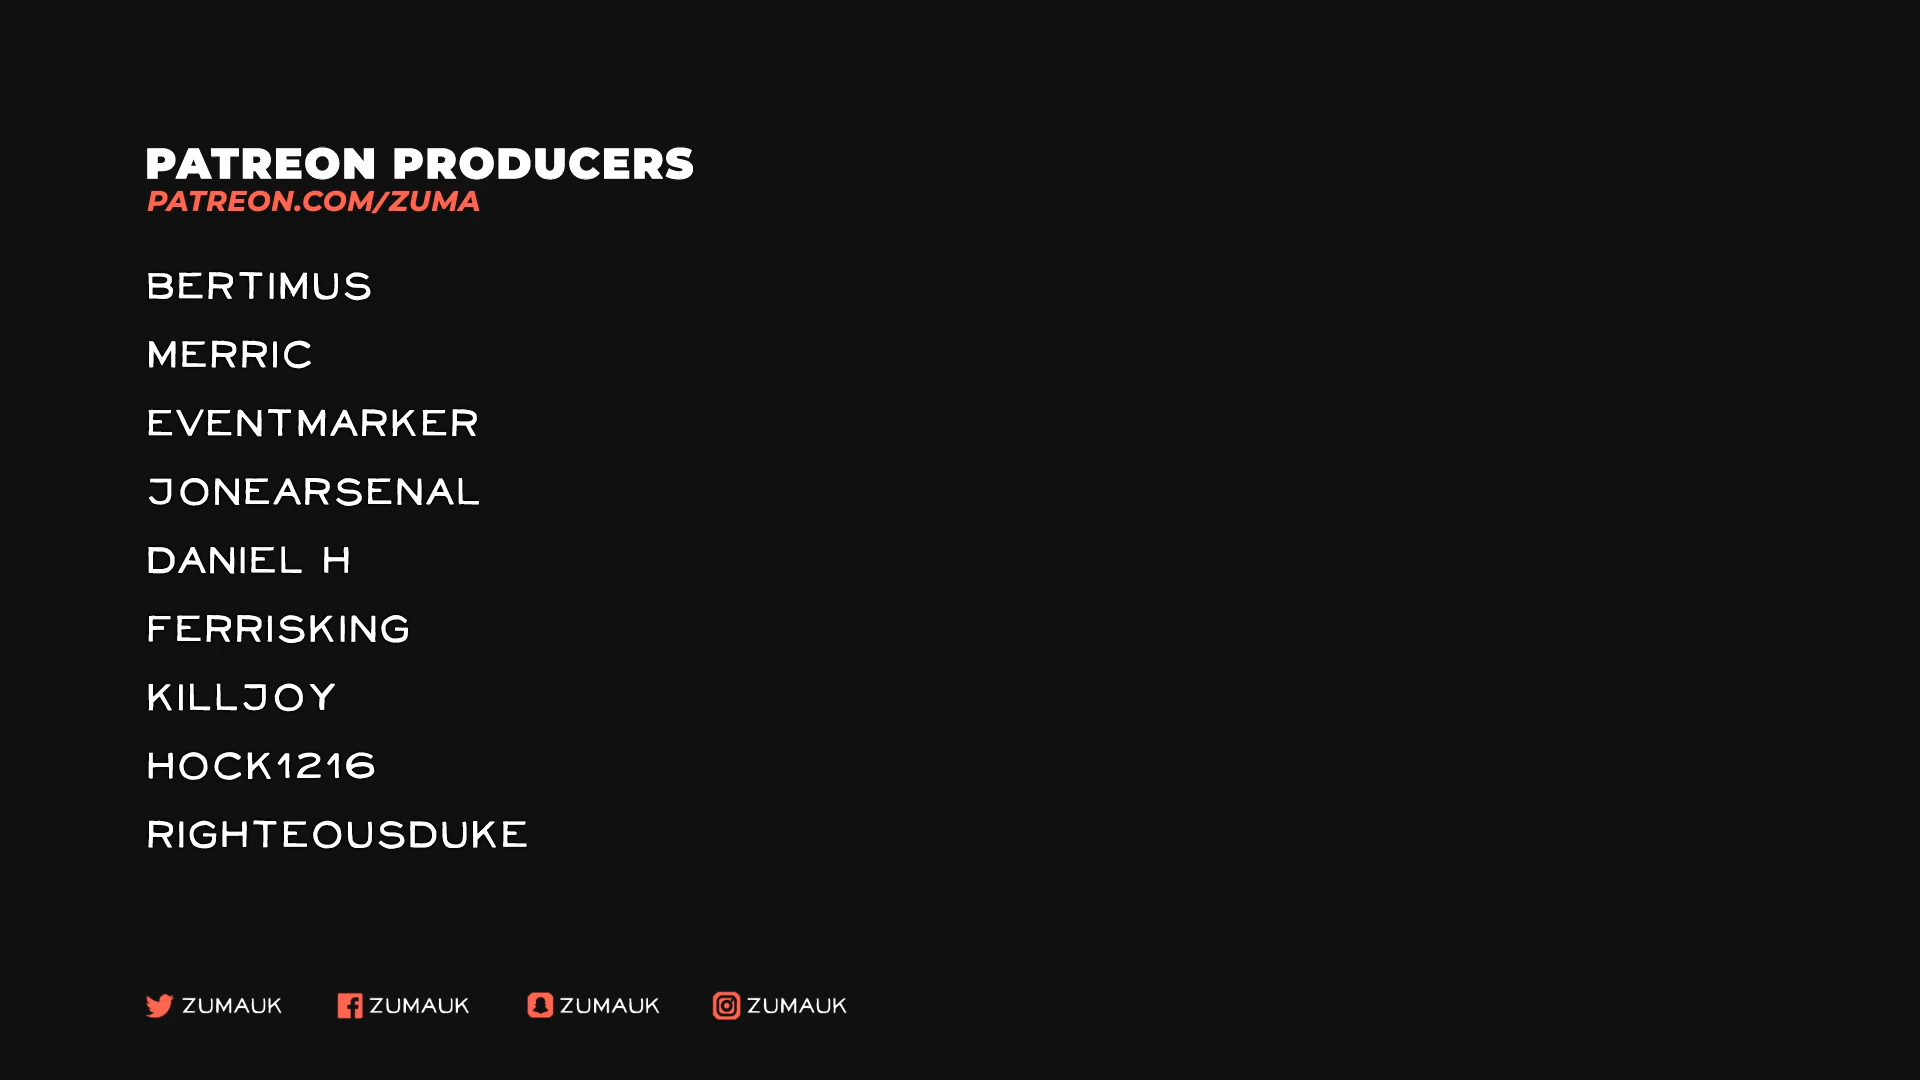 PATREON PRODUCERS
PATREON.COM/ZUMA
BERTIMUS
MERRIC
EVENTMARKER
JONEARSENAL
DANIEL H
FERRISKING
KILLJOY
HOCK1216
RIGHTEOUSDUKE
ZUMAUK ZUMAUK ZUMAUK ZUMAUK